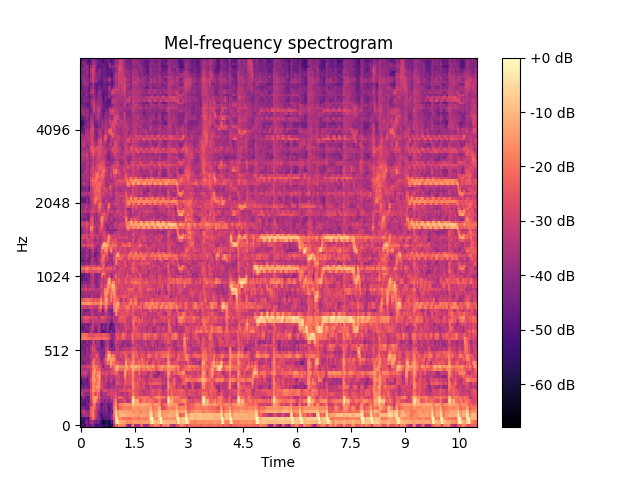 Mel-frequency spectrogram
+0 dB
-10 dB
-20 dB
-30 dB
-40 dB
-50 dB
-60 dB
Hz
4096
2048
1024
512
0
0 1.5 3 4.5 6 7.5 9 10
Time